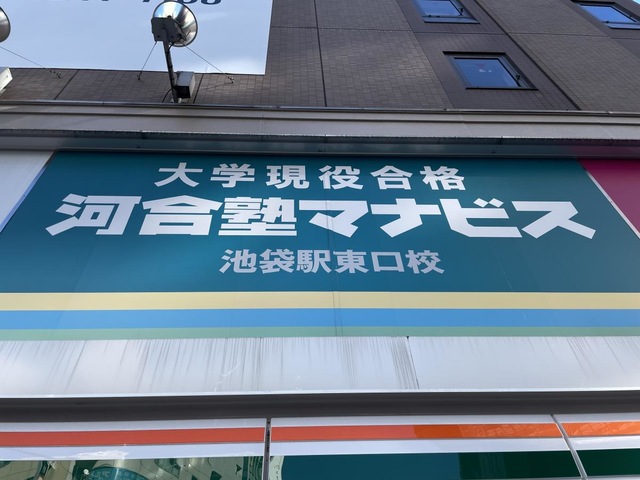 大学現役合格
河合塾マナビス
池袋駅東口校